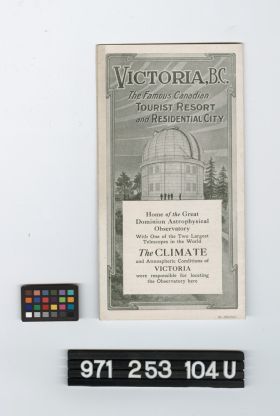 VICTORIA, B.C.
The Famous Canadian
TOURIST RESORT
and RESIDENTIAL CITY
Home of the Great
Dominion Astrophysical
Observatory
With One of the Two Largest
Telescopes in the World
The CLIMATE
and Atmospheric Conditions of
VICTORIA
were responsible for locating
the Observatory here
971 253 104 U